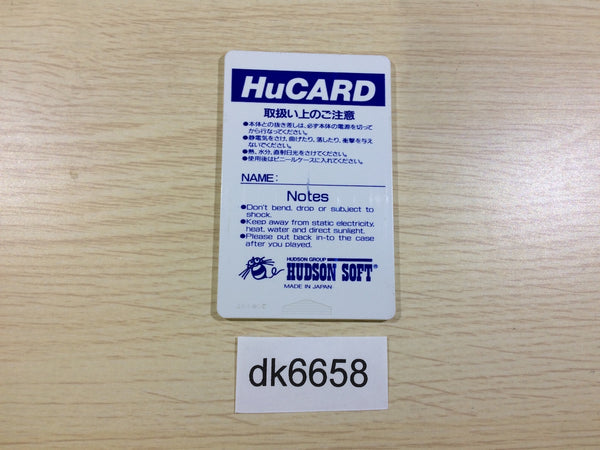 HuCARD
取扱い上のご注意
●本体との抜き差しは、必ず本体の電源を切って
から行なってください。
●静電気をさけ、曲げたり、落したり、衝撃を与え
ないでください。
●熱、水分、直射日光をさけてください。
●使用後はビニールケースに入れてください。
NAME:
Notes
●Don't bend, drop or subject to
shock.
●Keep away from static electricity,
heat, water and direct sunlight.
●Please put back in-to the case
after you played.
HUDSON GROUP
HUDSON SOFT®
MADE IN JAPAN
dk6658